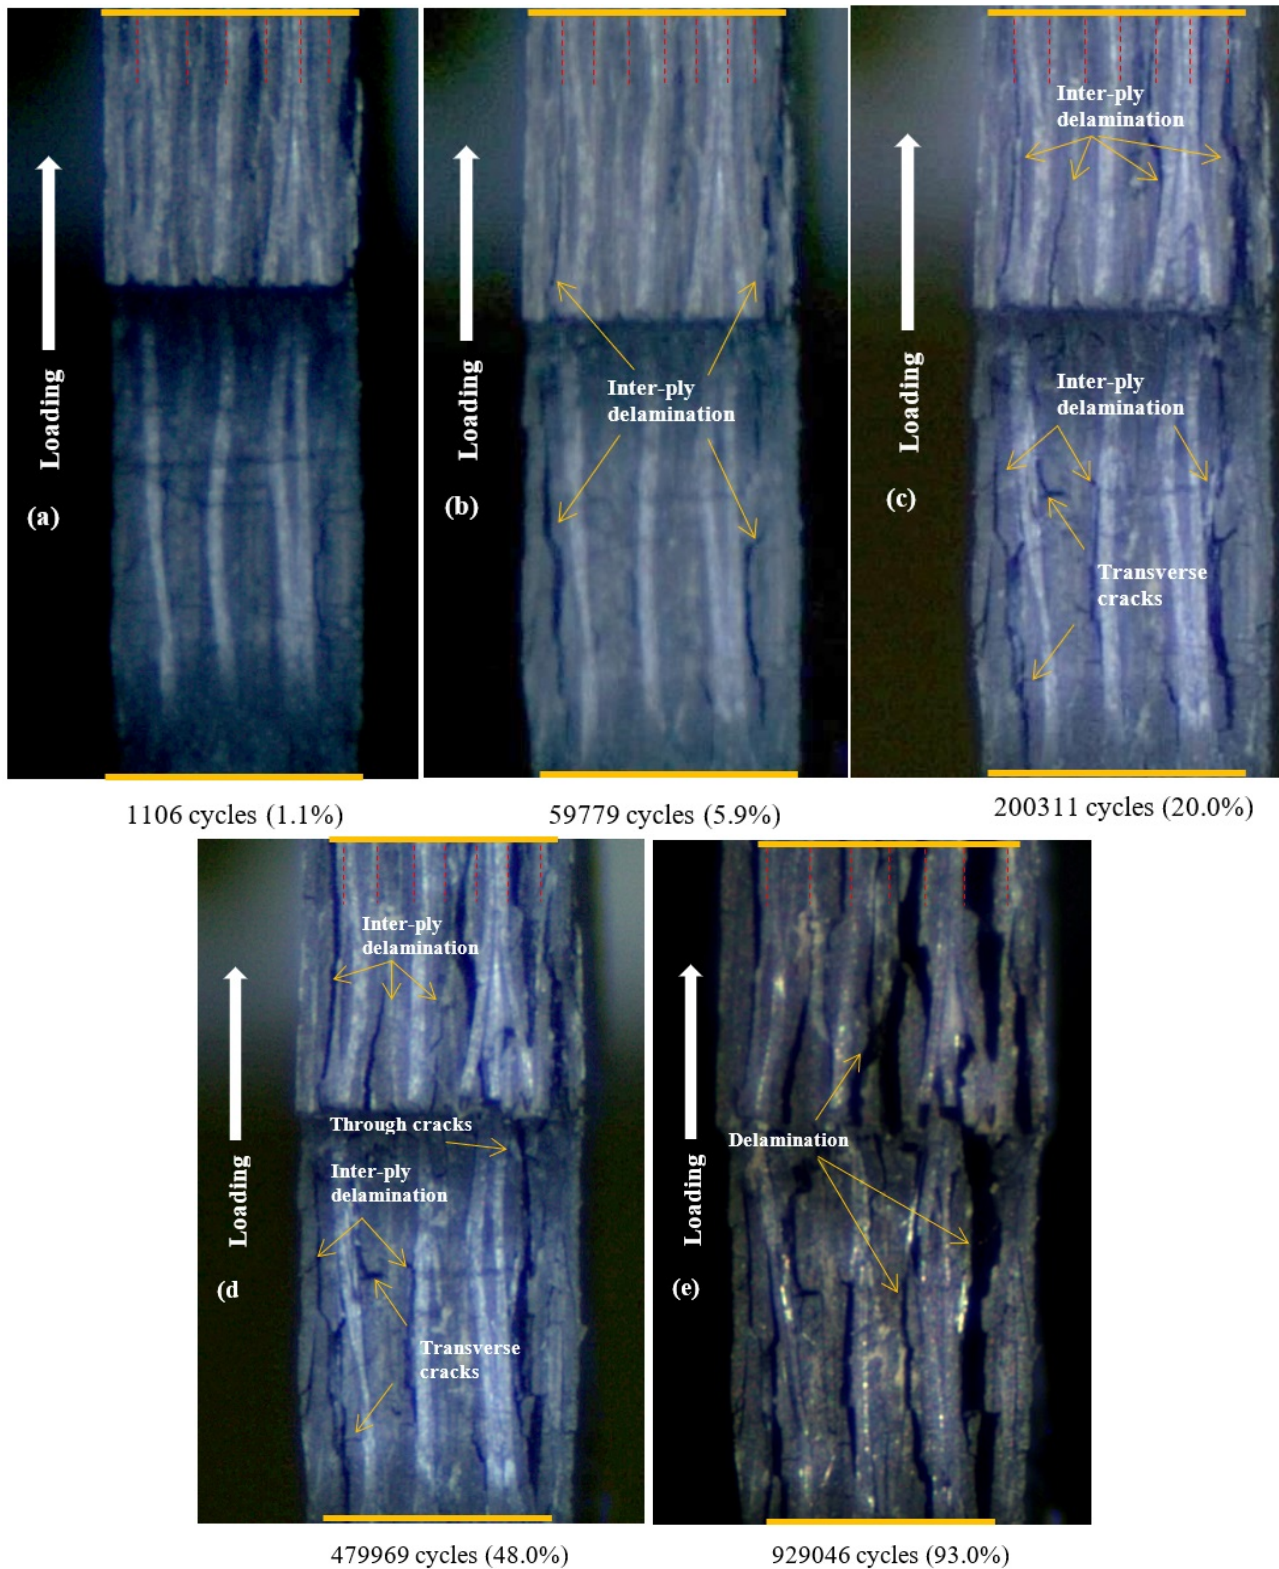 Loading
(a)
1106 cycles (1.1%)
Inter-ply
delamination
Loading
(b)
59779 cycles (5.9%)
Inter-ply
delamination
Inter-ply
delamination
Transverse
cracks
Loading
(c)
200311 cycles (20.0%)
Inter-ply
delamination
Through cracks
Inter-ply
delamination
Transverse
cracks
Loading
(d
479969 cycles (48.0%)
Delamination
Loading
(e)
929046 cycles (93.0%)